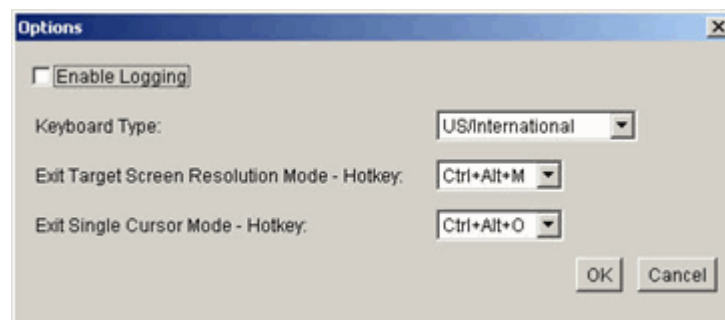 Options
Enable Logging
Keyboard Type: US/International
Exit Target Screen Resolution Mode - Hotkey: Ctrl+Alt+M
Exit Single Cursor Mode - Hotkey: Ctrl+Alt+O
OK Cancel